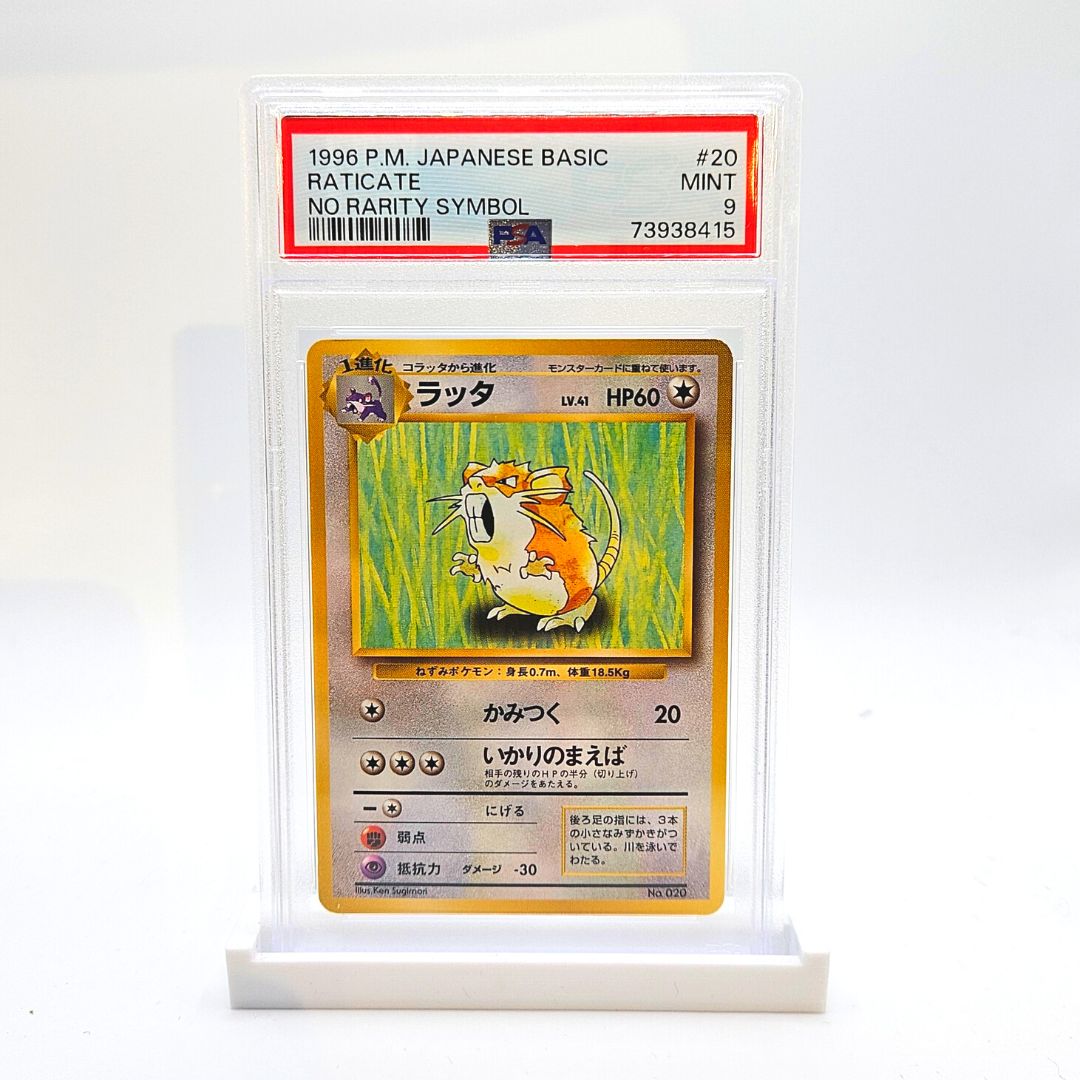 1996 P.M. JAPANESE BASIC #20
RATICATE MINT
NO RARITY SYMBOL 9
PSA 73938415
1進化 コラッタから進化 モンスターカードに重ねて使います。
ラッタ LV.41 HP60
ねずみポケモン：身長0.7m、体重18.5Kg
かみつく 20
いかりのまえば
相手の残りのＨＰの半分（切り上げ）
のダメージをあたえる。
にげる
弱点
抵抗力 ダメージ -30
後ろ足の指には、３本
の小さなみずかきがつ
いている。川を泳いで
わたる。
Illus.Ken Sugimori No.020